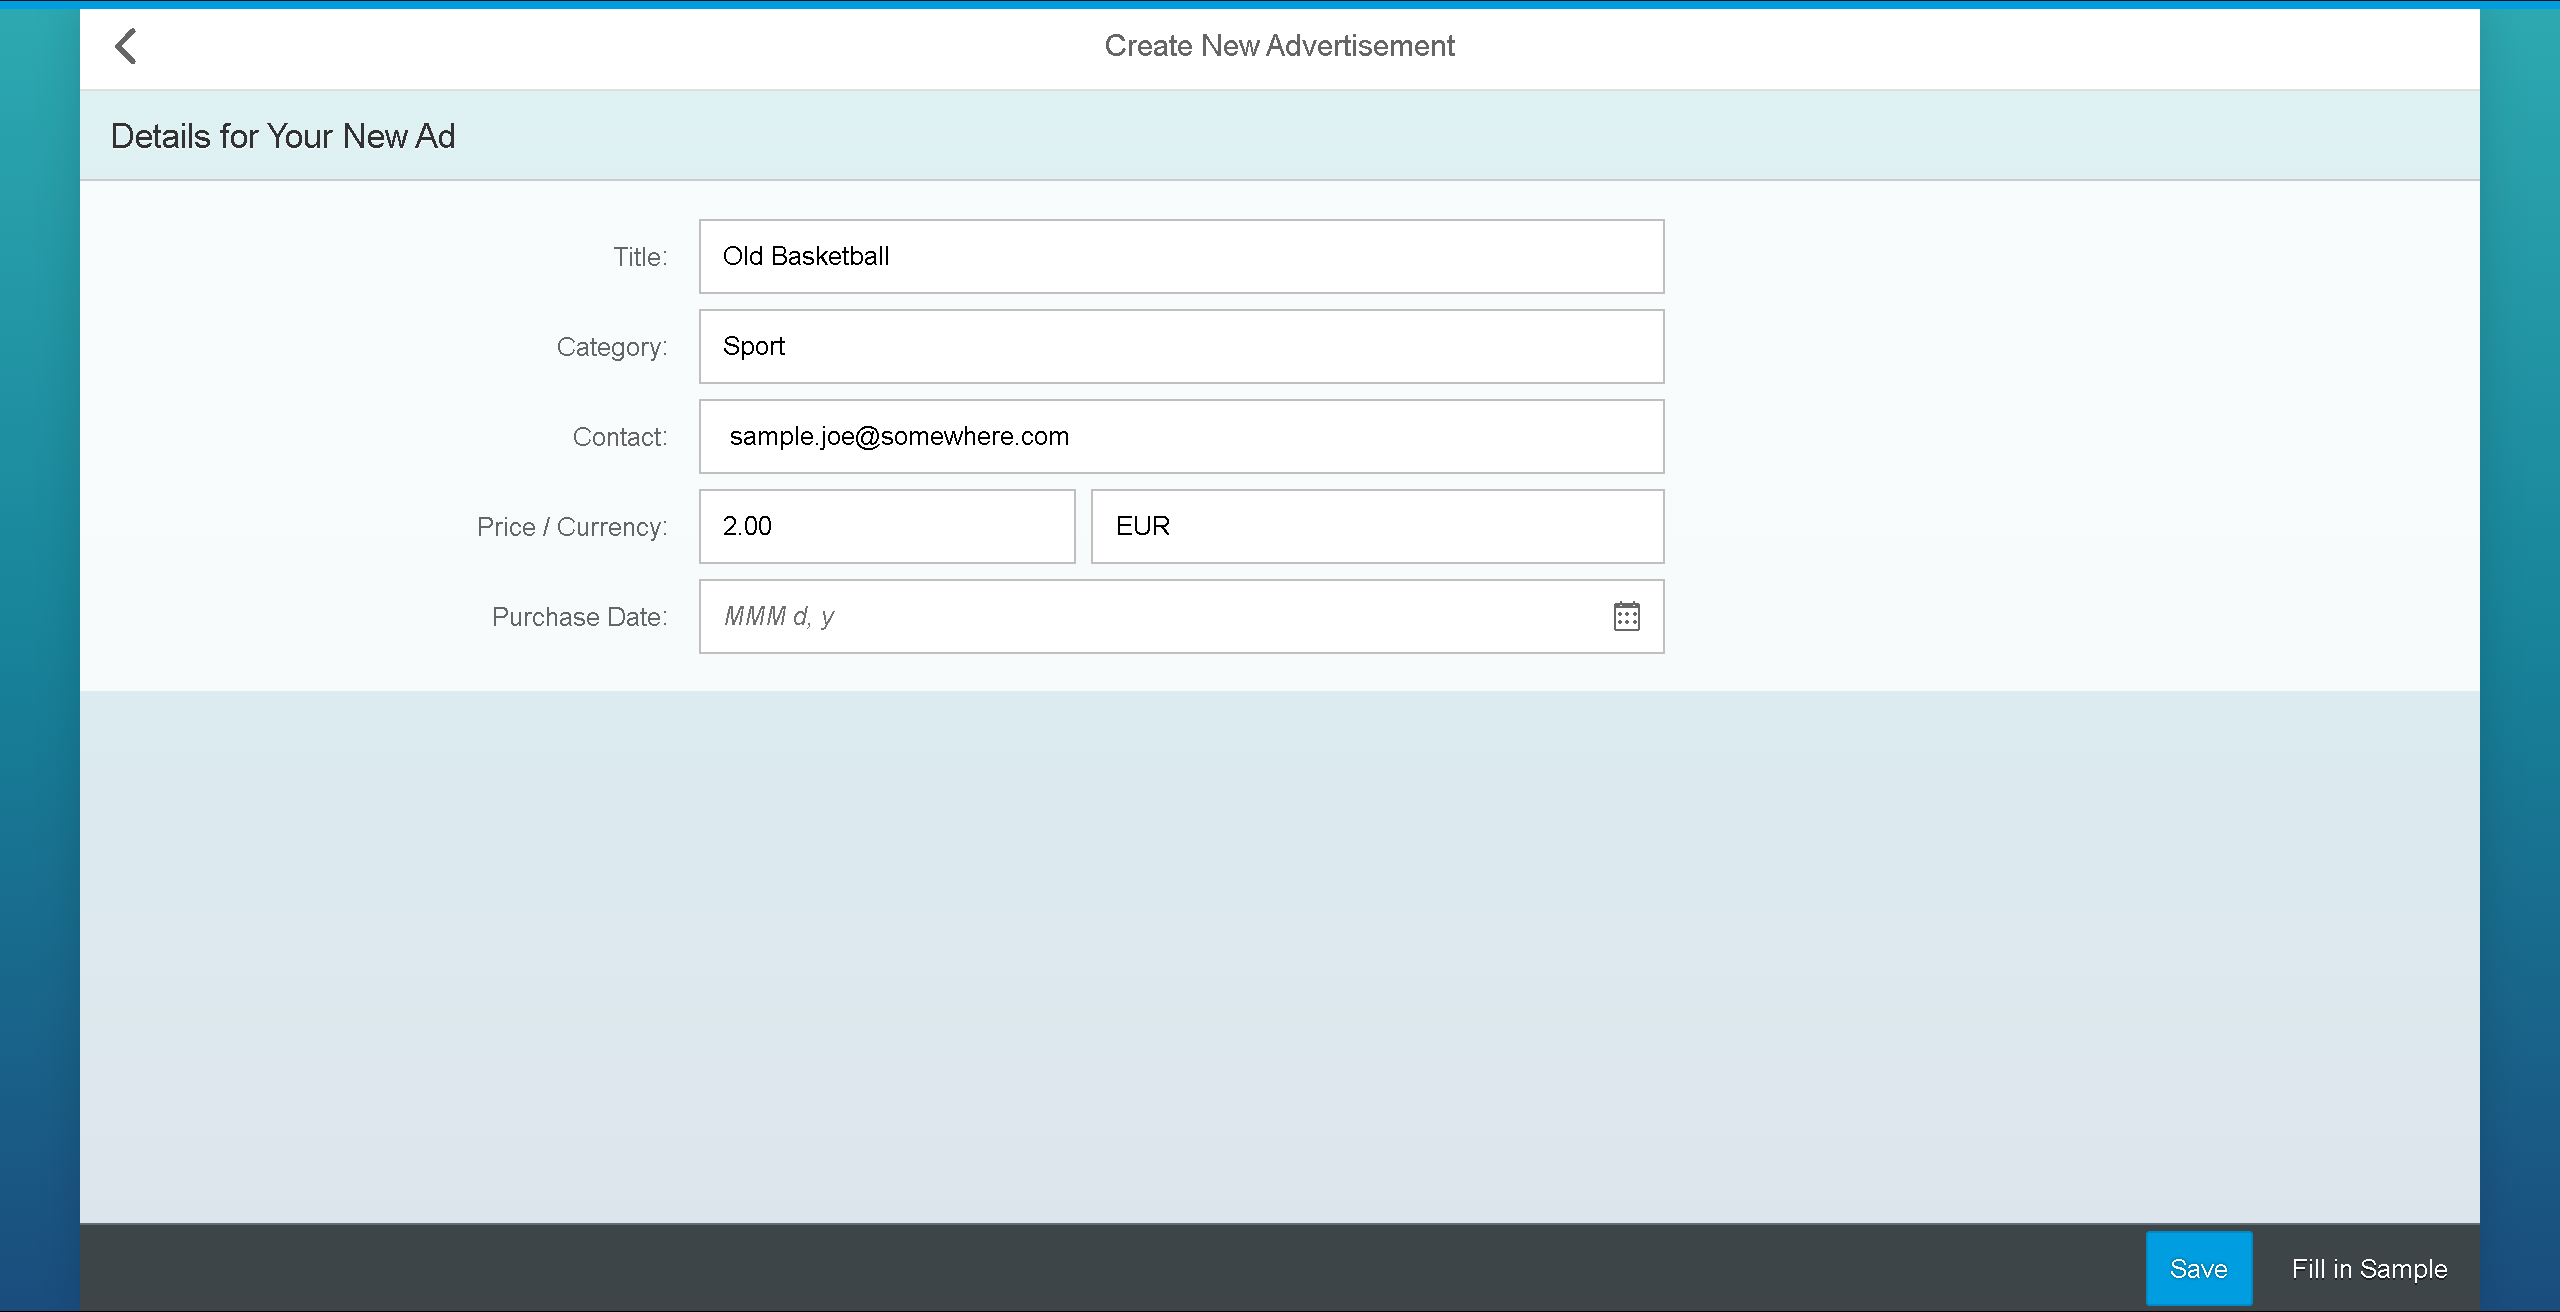 Create New Advertisement
Details for Your New Ad
Title: Old Basketball
Category: Sport
Contact: sample.joe@somewhere.com
Price / Currency: 2.00 EUR
Purchase Date: MMM d, y
Save Fill in Sample